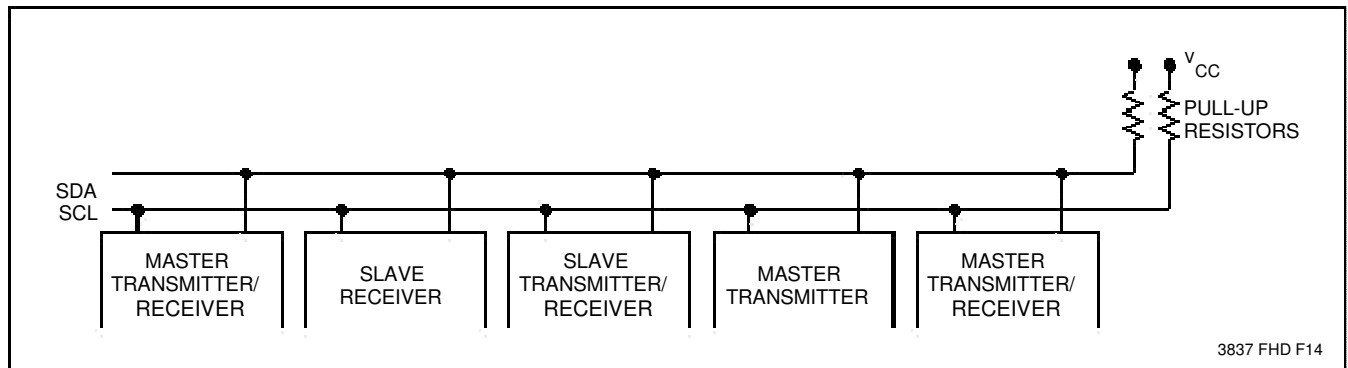 VCC
PULL-UP
RESISTORS
SDA
SCL
MASTER
TRANSMITTER/
RECEIVER
SLAVE
RECEIVER
SLAVE
TRANSMITTER/
RECEIVER
MASTER
TRANSMITTER
MASTER
TRANSMITTER/
RECEIVER
3837 FHD F14